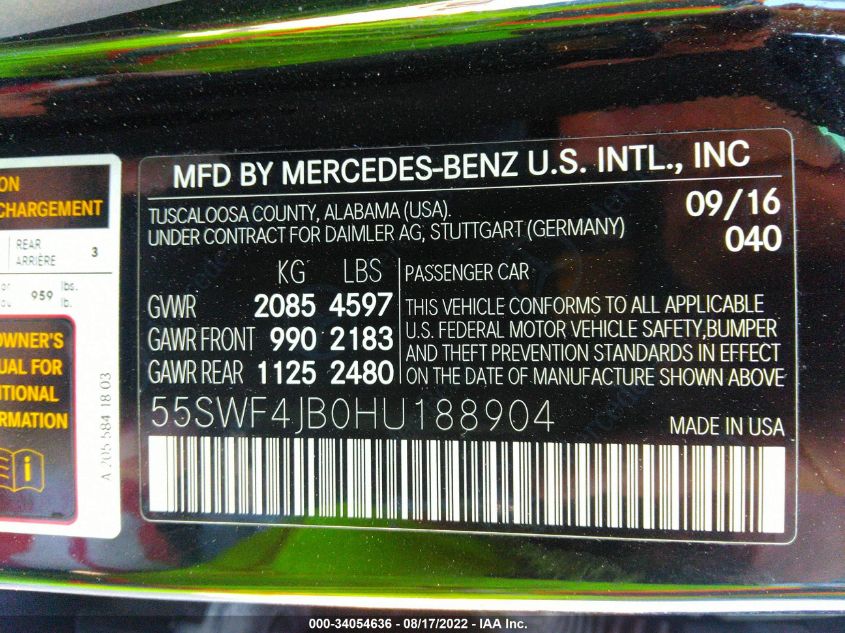 ON
CHARGEMENT
REAR
ARRIÈRE 3
or
ou 959 lbs.
lb.
OWNER'S
UAL FOR
ITIONAL
RMATION
A 205 584 18 03
MFD BY MERCEDES-BENZ U.S. INTL., INC
TUSCALOOSA COUNTY, ALABAMA (USA).
UNDER CONTRACT FOR DAIMLER AG, STUTTGART (GERMANY)
09/16
040
KG LBS
GVWR 2085 4597
GAWR FRONT 990 2183
GAWR REAR 1125 2480
PASSENGER CAR
THIS VEHICLE CONFORMS TO ALL APPLICABLE
U.S. FEDERAL MOTOR VEHICLE SAFETY,BUMPER
AND THEFT PREVENTION STANDARDS IN EFFECT
ON THE DATE OF MANUFACTURE SHOWN ABOVE
55SWF4JB0HU188904
MADE IN USA
000-34054636 - 08/17/2022 - IAA Inc.